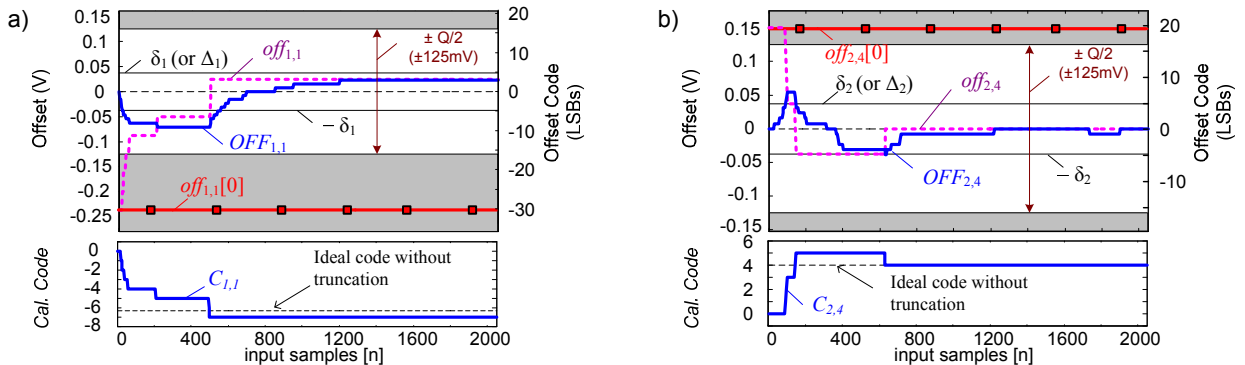 a)
0.15
0.1
0.05
0
-0.05
-0.1
-0.15
-0.2
-0.25
Offset (V)
δ1 (or Δ1)
off1,1
± Q/2
(±125mV)
− δ1
OFF1,1
off1,1[0]
20
10
0
-10
-20
-30
Offset Code
(LSBs)
0
-2
-4
-6
-8
Cal. Code
C1,1
Ideal code without
truncation
0
400
800
1200
1600
2000
input samples [n]
b)
0.15
0.1
0.05
0
-0.05
-0.1
-0.15
Offset (V)
off2,4[0]
± Q/2
(±125mV)
δ2 (or Δ2)
off2,4
OFF2,4
− δ2
20
15
10
5
0
-5
-10
Offset Code
(LSBs)
6
5
4
3
2
1
0
Cal. Code
Ideal code without
truncation
C2,4
0
400
800
1200
1600
2000
input samples [n]